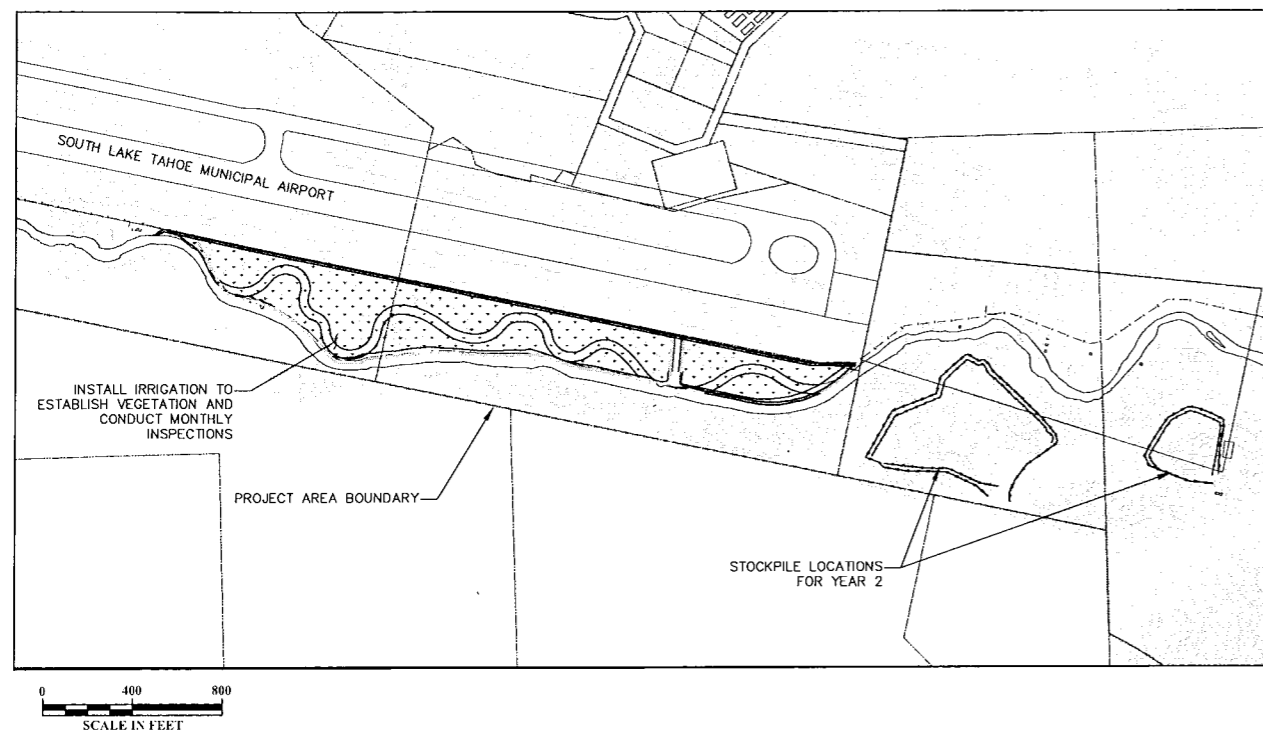 SOUTH LAKE TAHOE MUNICIPAL AIRPORT
INSTALL IRRIGATION TO
ESTABLISH VEGETATION AND
CONDUCT MONTHLY
INSPECTIONS
PROJECT AREA BOUNDARY
STOCKPILE LOCATIONS
FOR YEAR 2
0 400 800
SCALE IN FEET